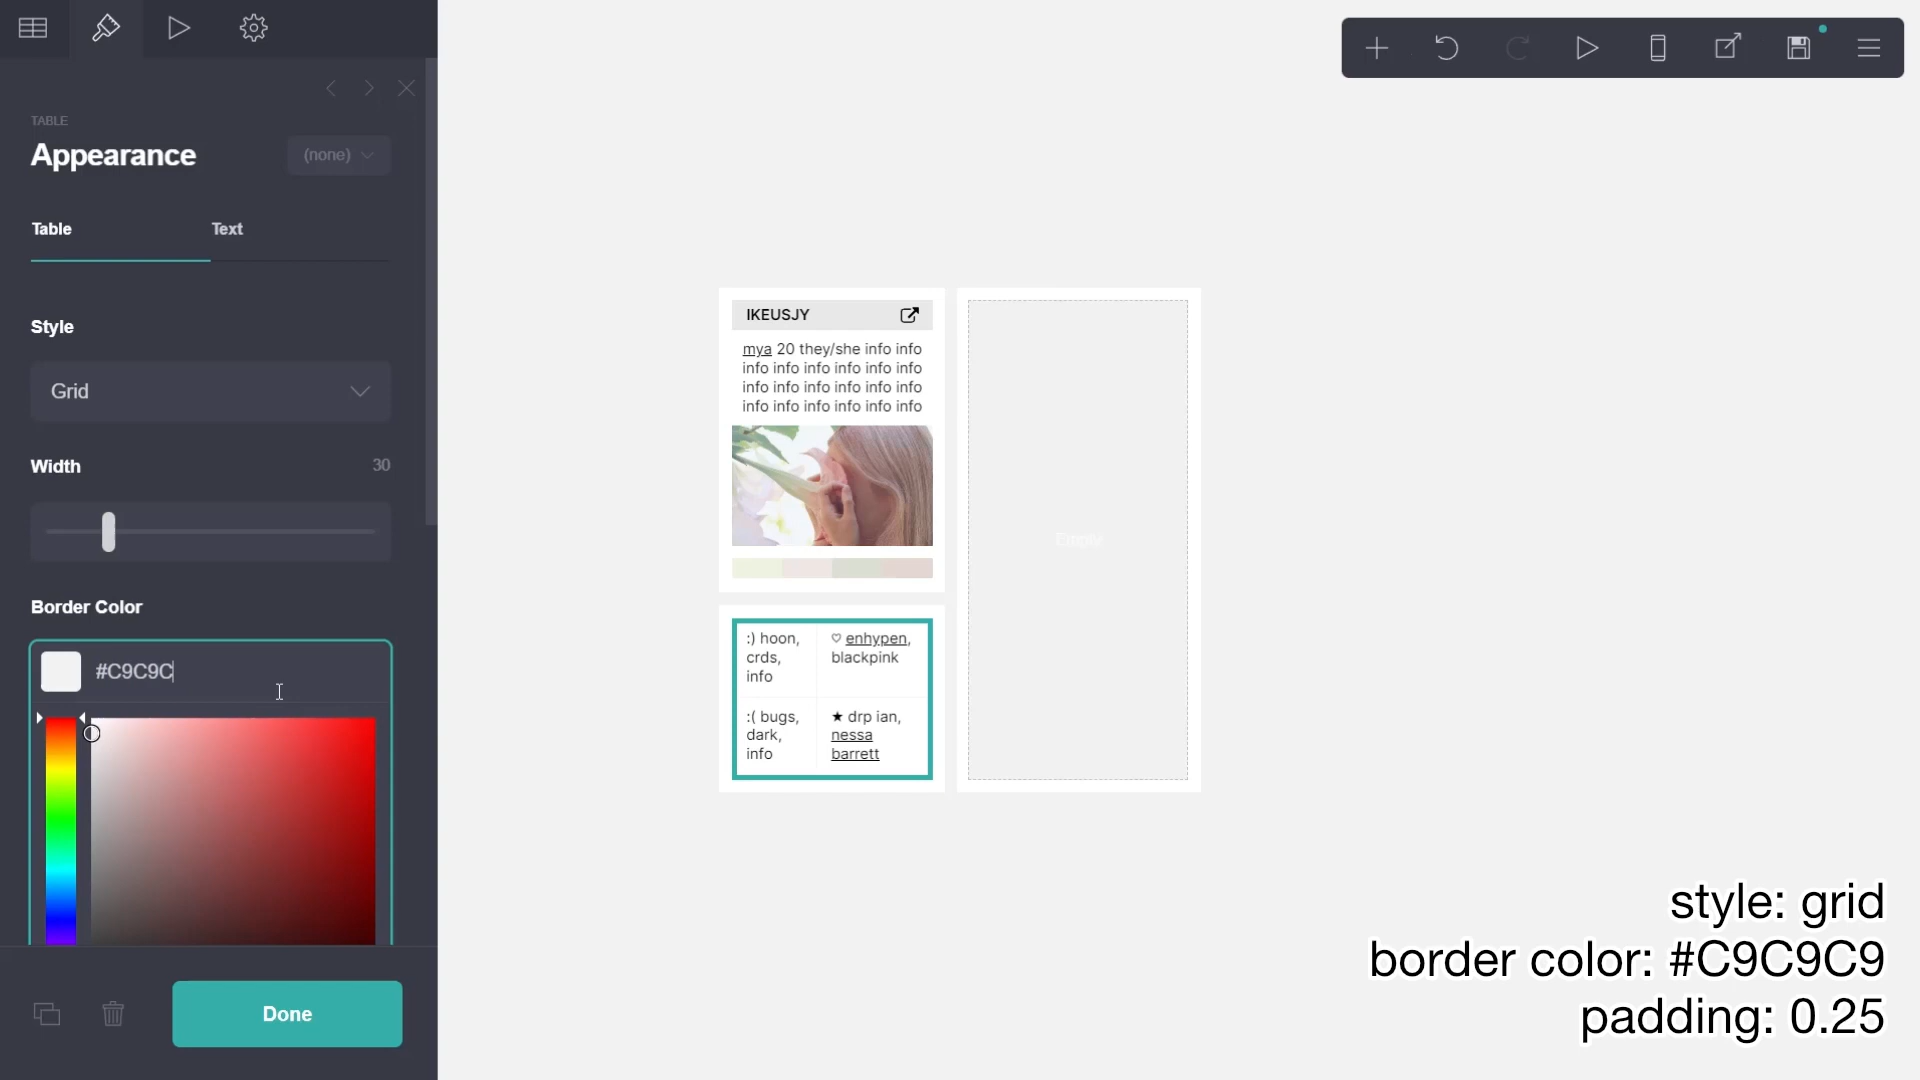 TABLE
Appearance
(none)
Table
Text
Style
Grid
Width
30
Border Color
#C9C9C
Done
IKEUSJY
mya 20 they/she info info
info info info info info info
info info info info info info
info info info info info info
:) hoon,
crds,
info
♡ enhypen,
blackpink
:( bugs,
dark,
info
★ drp ian,
nessa
barrett
Empty
style: grid
border color: #C9C9C9
padding: 0.25